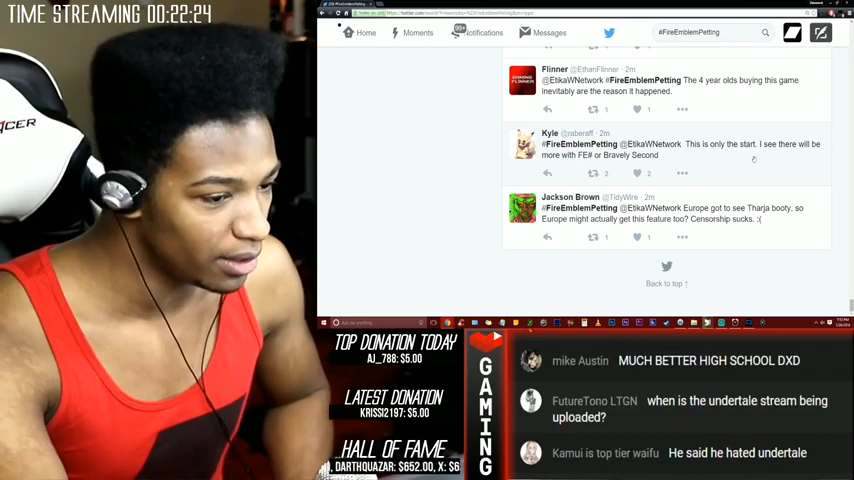 TIME STREAMING 00:22:24
ACER
Home
Moments
99+
Notifications
Messages
#FireEmblemPetting
Flinner @EthanFlinner · 2m
@EtikaWNetwork #FireEmblemPetting The 4 year olds buying this game
inevitably are the reason it happened.
1
1
Kyle @raberaff · 2m
#FireEmblemPetting @EtikaWNetwork This is only the start. I see there will be
more with FE# or Bravely Second
2
2
Jackson Brown @TidyWire · 2m
#FireEmblemPetting @EtikaWNetwork Europe got to see Tharja booty, so
Europe might actually get this feature too? Censorship sucks. :(
1
1
Back to top ↑
TOP DONATION TODAY
AJ_788: $5.00
LATEST DONATION
KRISSI2197: $5.00
HALL OF FAME
, DARTHQUAZAR: $652.00, X: $6
GAMING
mike Austin MUCH BETTER HIGH SCHOOL DXD
FutureTono LTGN when is the undertale stream being
uploaded?
Kamui is top tier waifu He said he hated undertale